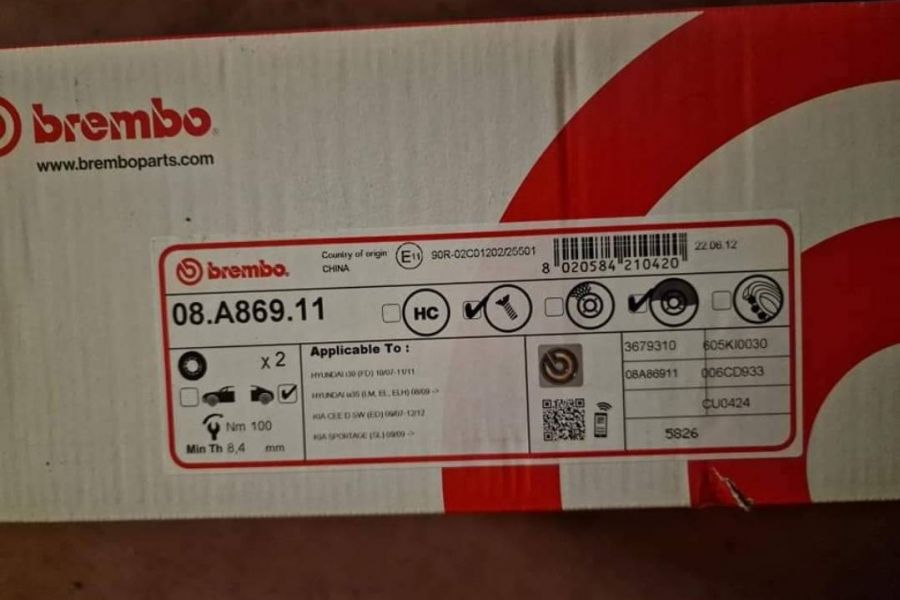 brembo
www.bremboparts.com
brembo.
Country of origin
CHINA
E11
90R-02C01202/25501
8 020584 210420
22.06.12
08.A869.11
HC
x 2
Nm 100
Min Th 8,4 mm
Applicable To :
HYUNDAI i30 (FD) 10/07-11/11
HYUNDAI ix35 (LM, EL, ELH) 08/09 ->
KIA CEE D SW (ED) 09/07-12/12
KIA SPORTAGE (SL) 09/09 ->
3679310 605KI0030
08A86911 006CD933
CU0424
5826